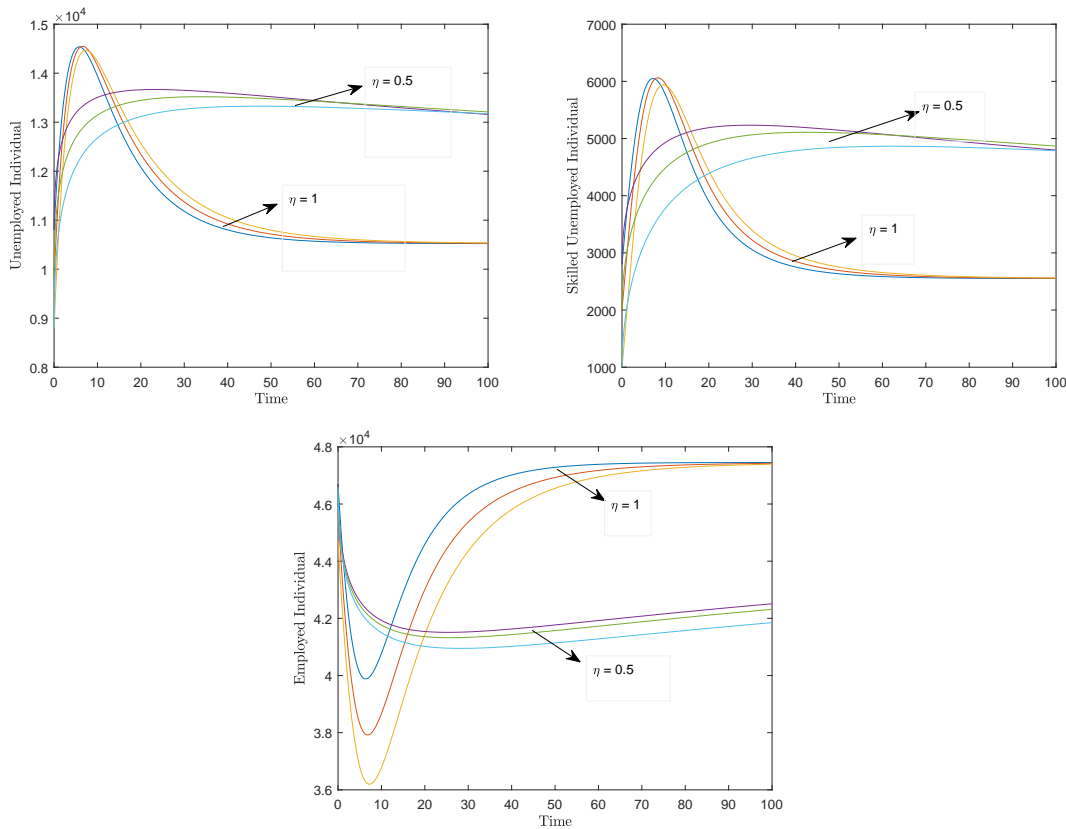 ×10⁴
1.5
1.4
1.3
1.2
1.1
1
0.9
0.8
Unemployed Individual
η = 0.5
η = 1
0 10 20 30 40 50 60 70 80 90 100
Time
7000
6000
5000
4000
3000
2000
1000
Skilled Unemployed Individual
η = 0.5
η = 1
0 10 20 30 40 50 60 70 80 90 100
Time
×10⁴
4.8
4.6
4.4
4.2
4
3.8
3.6
Employed Individual
η = 1
η = 0.5
0 10 20 30 40 50 60 70 80 90 100
Time